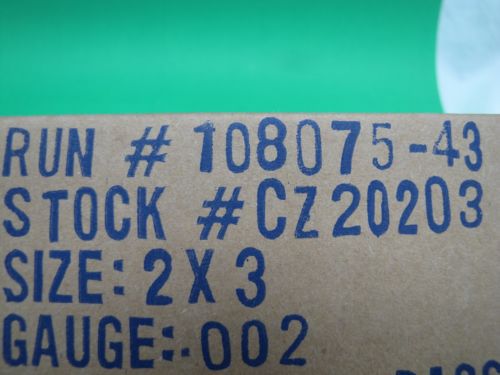 RUN # 108075-43
STOCK # CZ20203
SIZE: 2 X 3
GAUGE: .002